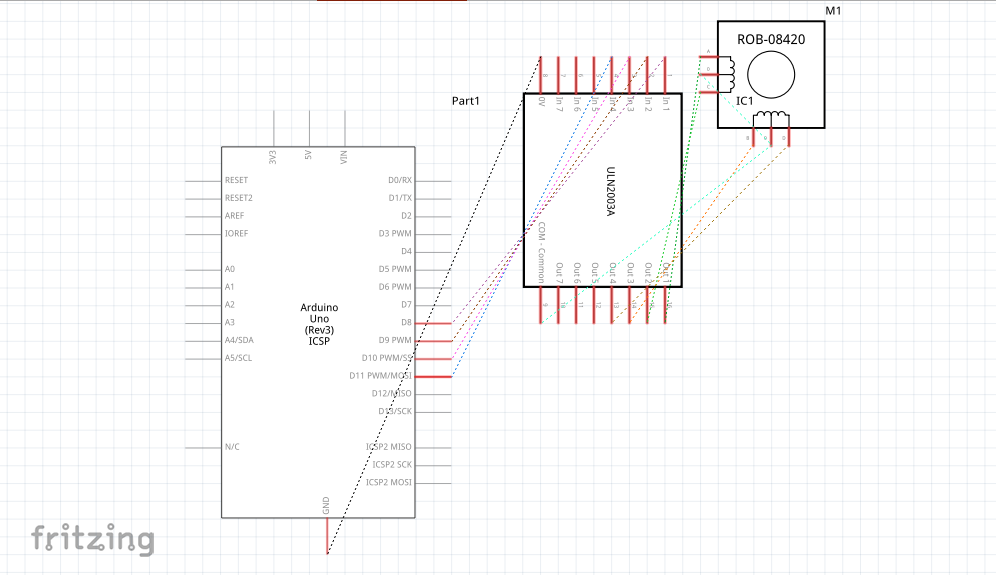 M1
ROB-08420
IC1
Part1
0V
In 7
In 6
In 5
In 4
In 3
In 2
In 1
ULN2003A
COM - Common
Out 7
Out 6
Out 5
Out 4
Out 3
Out 2
3V3
5V
VIN
RESET
RESET2
AREF
IOREF
A0
A1
A2
A3
A4/SDA
A5/SCL
N/C
Arduino
Uno
(Rev3)
ICSP
D0/RX
D1/TX
D2
D3 PWM
D4
D5 PWM
D6 PWM
D7
D8
D9 PWM
D10 PWM/SS
D11 PWM/MOSI
D12/MISO
D13/SCK
ICSP2 MISO
ICSP2 SCK
ICSP2 MOSI
GND
fritzing